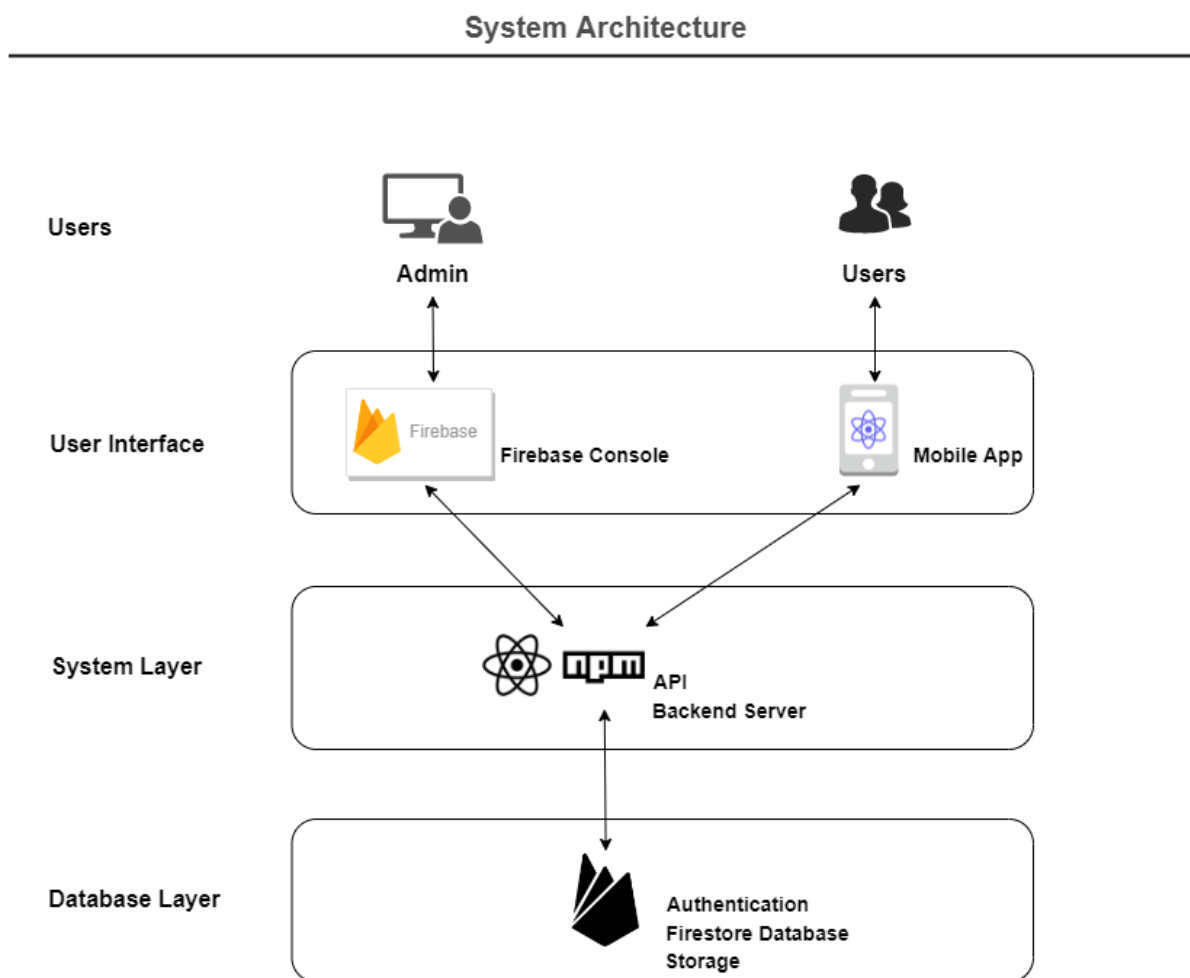 System Architecture
Users
Admin
Users
User Interface
Firebase
Firebase Console
Mobile App
System Layer
npm
API
Backend Server
Database Layer
Authentication
Firestore Database
Storage